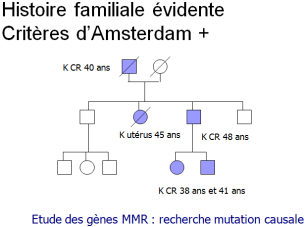 Histoire familiale évidente
Critères d'Amsterdam +
K CR 40 ans
K utérus 45 ans
K CR 48 ans
K CR 38 ans et 41 ans
Etude des gènes MMR : recherche mutation causale